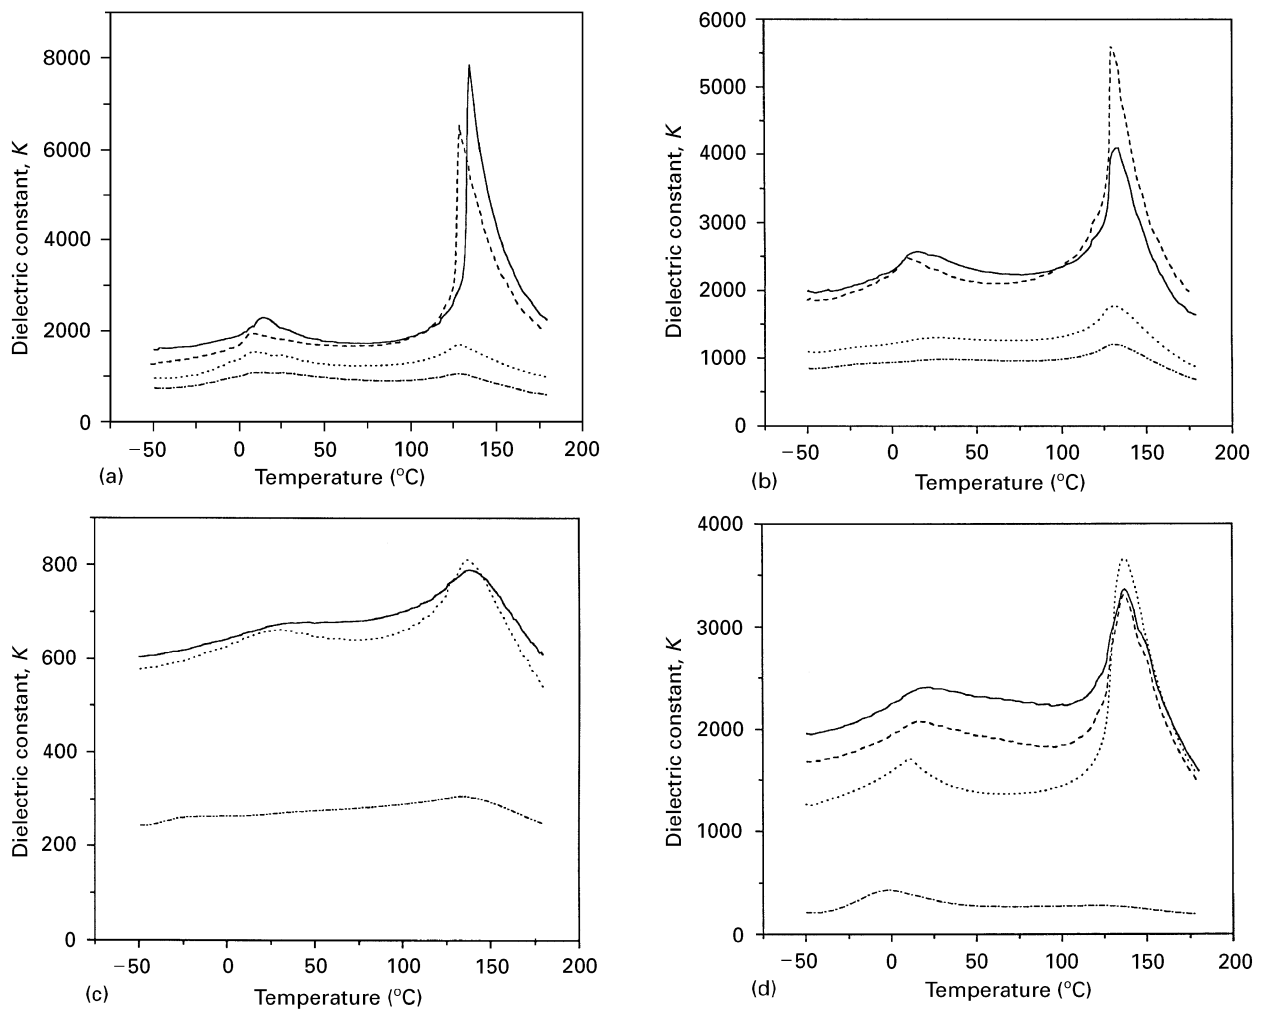 Dielectric constant, K
8000
6000
4000
2000
0
−50 0 50 100 150 200
(a) Temperature (°C)
Dielectric constant, K
6000
5000
4000
3000
2000
1000
0
−50 0 50 100 150 200
(b) Temperature (°C)
Dielectric constant, K
800
600
400
200
0
−50 0 50 100 150 200
(c) Temperature (°C)
Dielectric constant, K
4000
3000
2000
1000
0
−50 0 50 100 150 200
(d) Temperature (°C)